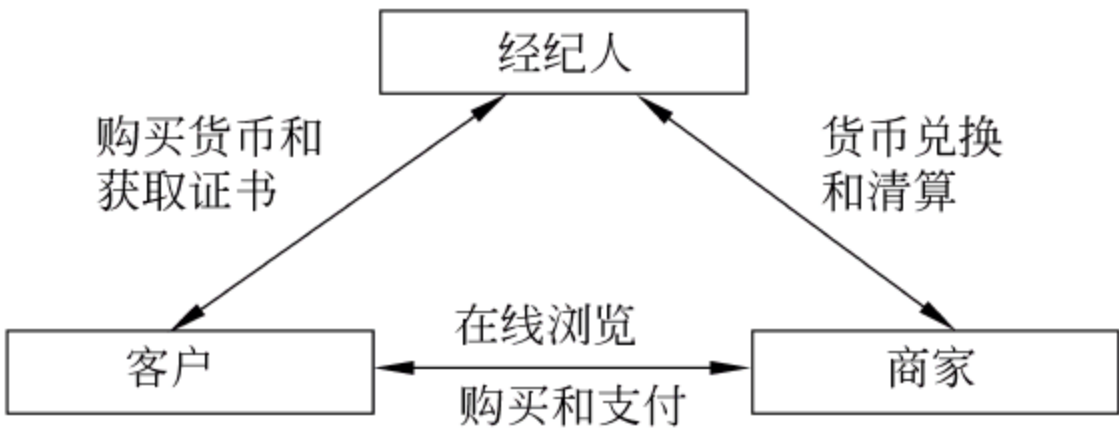 经纪人
购买货币和
获取证书
货币兑换
和清算
在线浏览
客户
商家
购买和支付